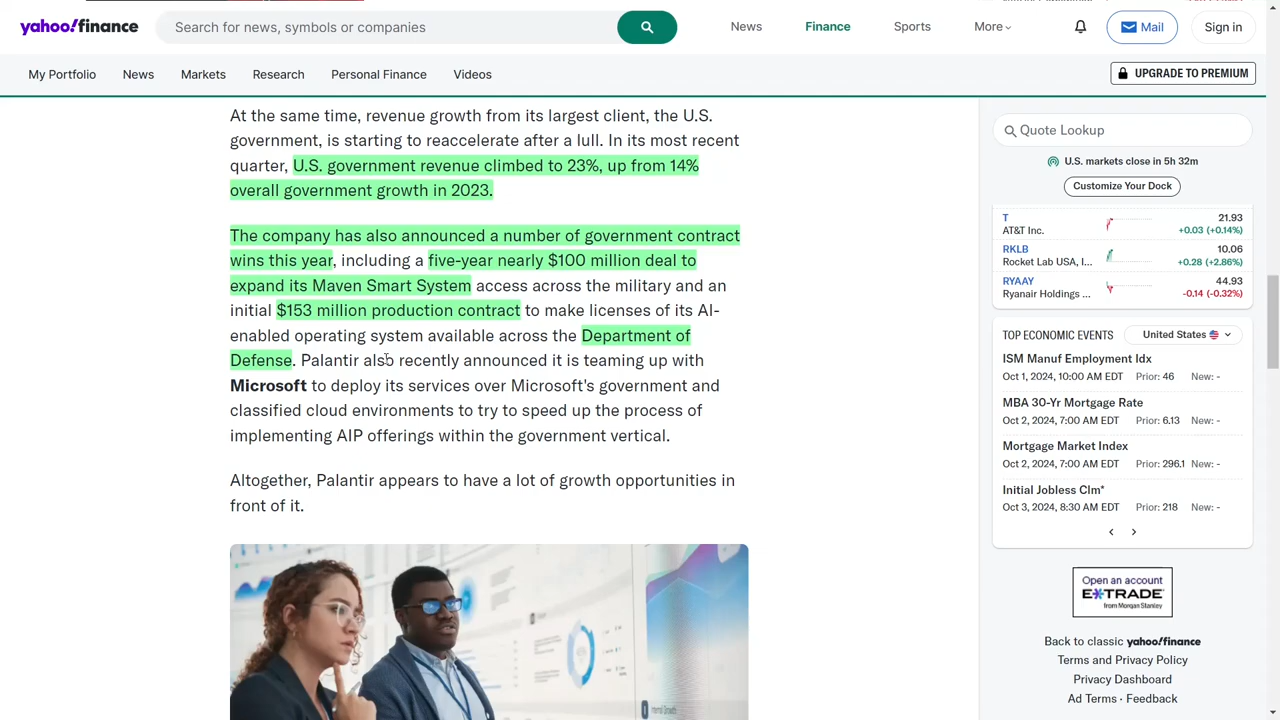 yahoo!finance
Search for news, symbols or companies
News
Finance
Sports
More
Mail
Sign in
My Portfolio
News
Markets
Research
Personal Finance
Videos
UPGRADE TO PREMIUM
At the same time, revenue growth from its largest client, the U.S.
government, is starting to reaccelerate after a lull. In its most recent
quarter, U.S. government revenue climbed to 23%, up from 14%
overall government growth in 2023.
The company has also announced a number of government contract
wins this year, including a five-year nearly $100 million deal to
expand its Maven Smart System access across the military and an
initial $153 million production contract to make licenses of its AI-
enabled operating system available across the Department of
Defense. Palantir also recently announced it is teaming up with
Microsoft to deploy its services over Microsoft's government and
classified cloud environments to try to speed up the process of
implementing AIP offerings within the government vertical.
Altogether, Palantir appears to have a lot of growth opportunities in
front of it.
Quote Lookup
U.S. markets close in 5h 32m
Customize Your Dock
T 21.93
AT&T Inc. +0.03 (+0.14%)
RKLB 10.06
Rocket Lab USA, I... +0.28 (+2.86%)
RYAAY 44.93
Ryanair Holdings ... -0.14 (-0.32%)
TOP ECONOMIC EVENTS
United States
ISM Manuf Employment Idx
Oct 1, 2024, 10:00 AM EDT Prior: 46 New: -
MBA 30-Yr Mortgage Rate
Oct 2, 2024, 7:00 AM EDT Prior: 6.13 New: -
Mortgage Market Index
Oct 2, 2024, 7:00 AM EDT Prior: 296.1 New: -
Initial Jobless Clm*
Oct 3, 2024, 8:30 AM EDT Prior: 218 New: -
Open an account
E*TRADE
from Morgan Stanley
Back to classic yahoo!finance
Terms and Privacy Policy
Privacy Dashboard
Ad Terms · Feedback